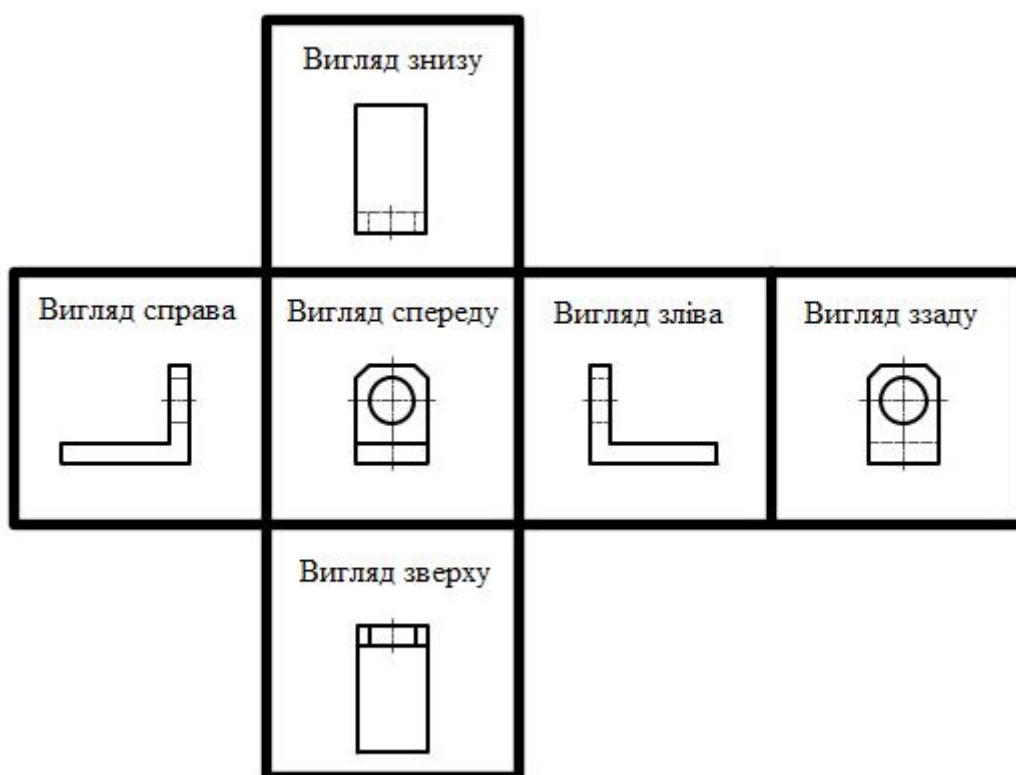 Вигляд знизу
Вигляд справа
Вигляд спереду
Вигляд зліва
Вигляд ззаду
Вигляд зверху